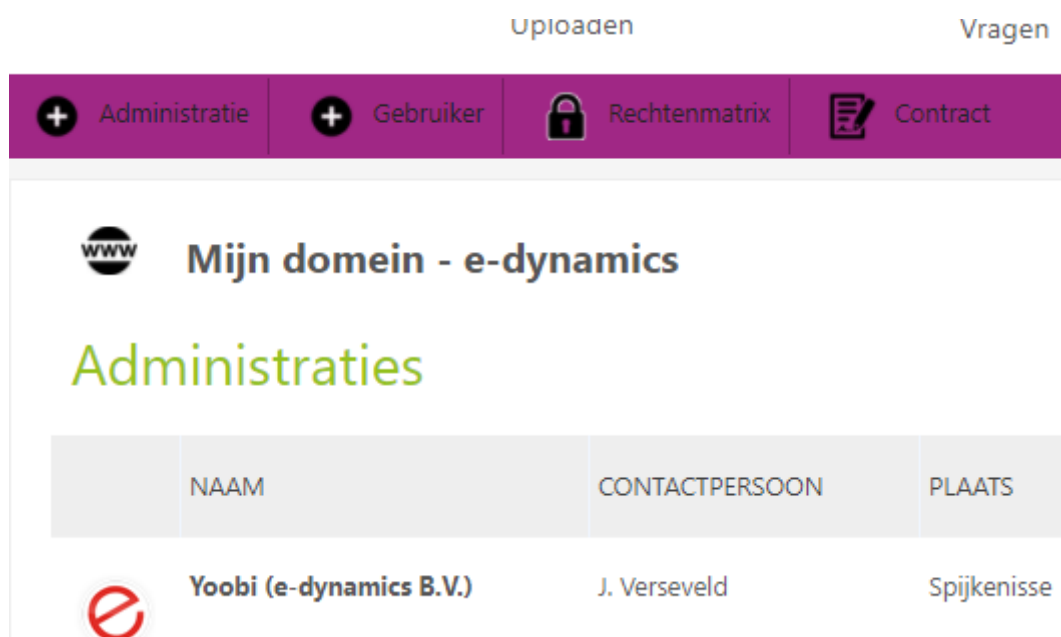 Uploaden Vragen
Administratie Gebruiker Rechtenmatrix Contract
www
Mijn domein - e-dynamics
Administraties
NAAM CONTACTPERSOON PLAATS
Yoobi (e-dynamics B.V.) J. Verseveld Spijkenisse